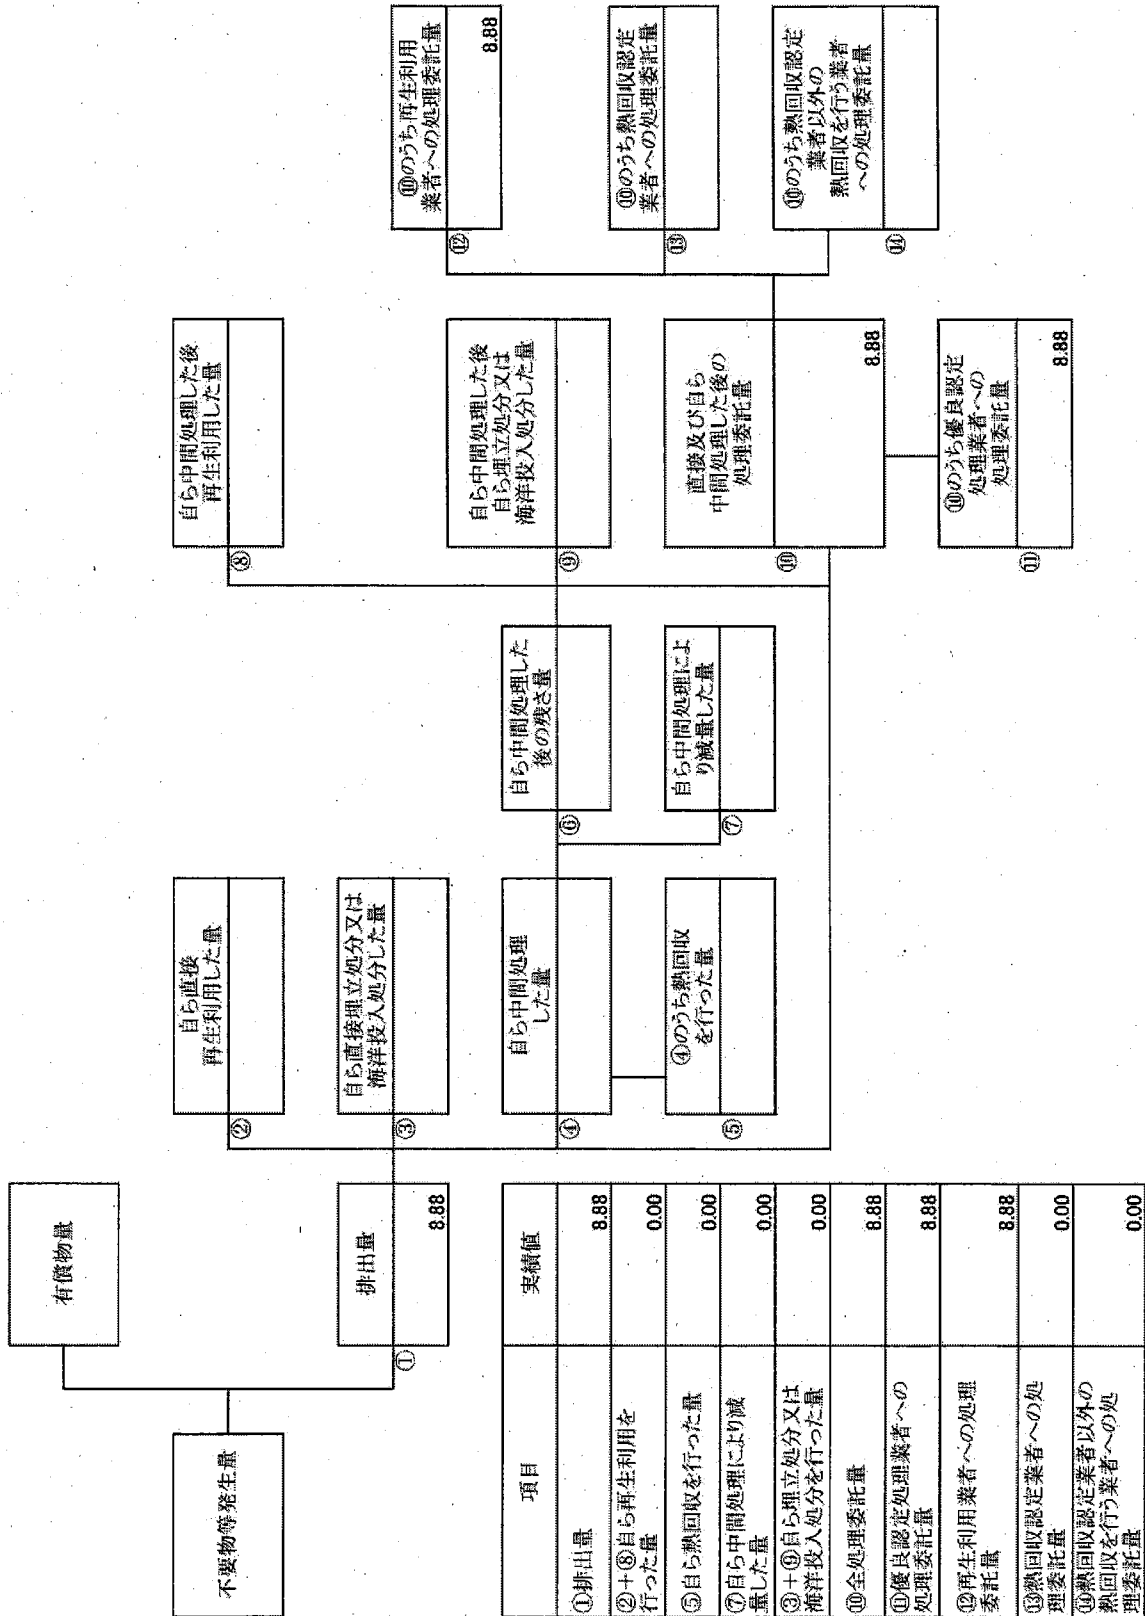 有償物量
不要物等発生量
排出量
①
8.88
自ら直接
再生利用した量
②
自ら直接埋立処分又は
海洋投入処分した量
③
自ら中間処理
した量
④
④のうち熱回収
を行った量
⑤
自ら中間処理した
後の残さ量
⑥
自ら中間処理によ
り減量した量
⑦
自ら中間処理した後
再生利用した量
⑧
自ら中間処理した後
自ら埋立処分又は
海洋投入処分した量
⑨
直接及び自ら
中間処理した後の
処理委託量
⑩
8.88
⑩のうち優良認定
処理業者への
処理委託量
⑪
8.88
⑩のうち再生利用
業者への処理委託量
⑫
8.88
⑩のうち熱回収認定
業者への処理委託量
⑬
⑩のうち熱回収認定
業者以外の
熱回収を行う業者
への処理委託量
⑭
項目 実績値
①排出量 8.88
②+⑧自ら再生利用を
行った量 0.00
⑤自ら熱回収を行った量 0.00
⑦自ら中間処理により減
量した量 0.00
③+⑨自ら埋立処分又は
海洋投入処分を行った量 0.00
⑩全処理委託量 8.88
⑪優良認定処理業者への
処理委託量 8.88
⑫再生利用業者への処理
委託量 8.88
⑬熱回収認定業者への処
理委託量 0.00
⑭熱回収認定業者以外の
熱回収を行う業者への処
理委託量 0.00